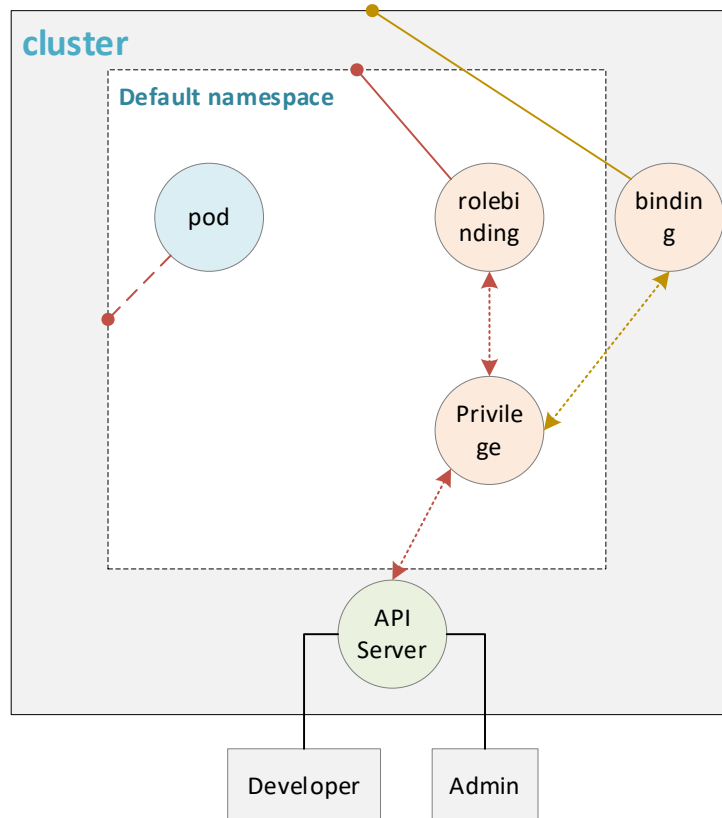 cluster
Default namespace
pod
rolebi
nding
bindin
g
Privile
ge
API
Server
Developer
Admin